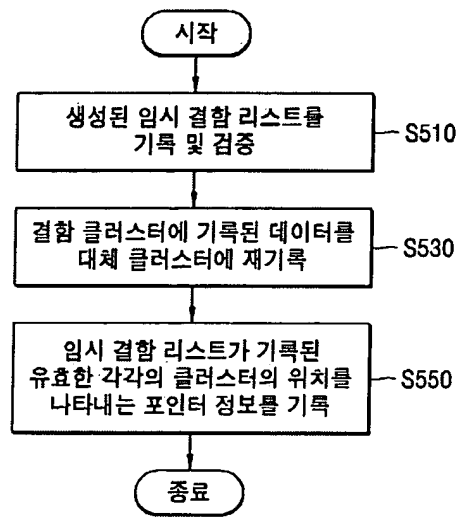 시작
생성된 임시 결함 리스트를
기록 및 검증
S510
결함 클러스터에 기록된 데이터를
대체 클러스터에 재기록
S530
임시 결함 리스트가 기록된
유효한 각각의 클러스터의 위치를
나타내는 포인터 정보를 기록
S550
종료